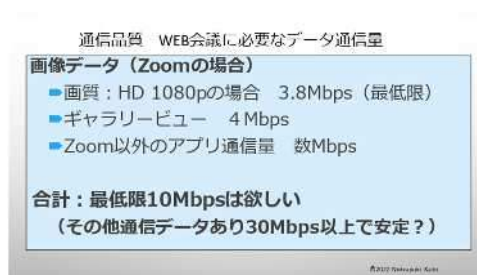 通信品質　WEB会議に必要なデータ通信量
画像データ（Zoomの場合）
➡画質：HD 1080pの場合　3.8Mbps（最低限）
➡ギャラリービュー　４Mbps
➡Zoom以外のアプリ通信量　数Mbps
合計：最低限10Mbpsは欲しい
（その他通信データあり30Mbps以上で安定？）